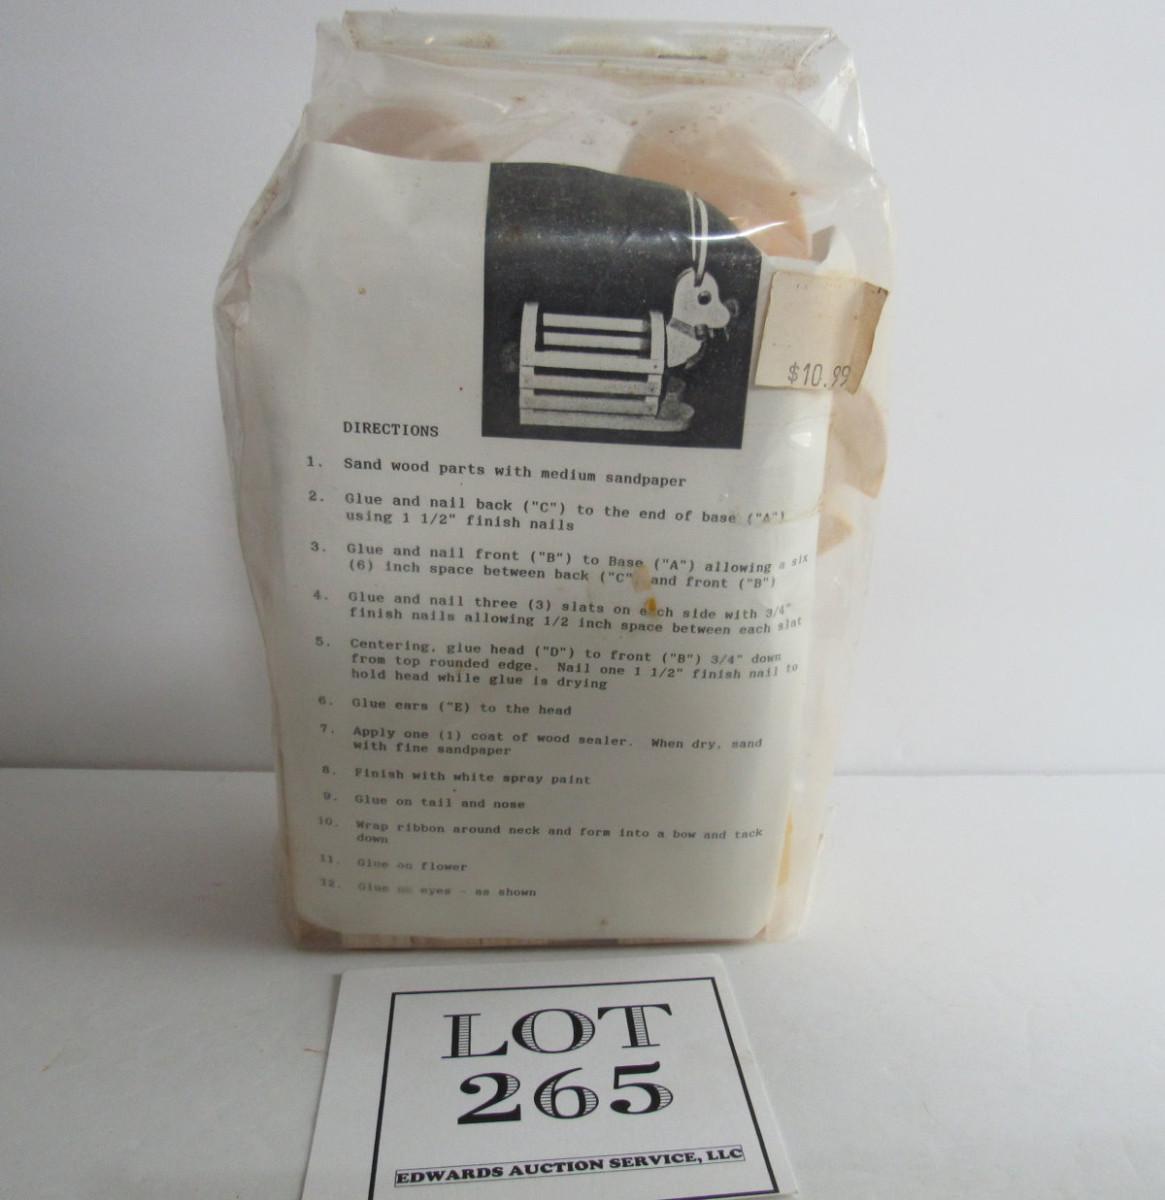 $10.99
DIRECTIONS
1. Sand wood parts with medium sandpaper
2. Glue and nail back ("C") to the end of base ("A")
using 1 1/2" finish nails
3. Glue and nail front ("B") to Base ("A") allowing a six
(6) inch space between back ("C" and front ("B")
4. Glue and nail three (3) slats on each side with 3/4"
finish nails allowing 1/2 inch space between each slat
5. Centering, glue head ("D") to front ("B") 3/4" down
from top rounded edge. Nail one 1 1/2" finish nail to
hold head while glue is drying
6. Glue ears ("E) to the head
7. Apply one (1) coat of wood sealer. When dry, sand
with fine sandpaper
8. Finish with white spray paint
9. Glue on tail and nose
10. Wrap ribbon around neck and form into a bow and tack
down
11. Glue on flower
12. Glue on eyes - as shown
LOT
265
EDWARDS AUCTION SERVICE, LLC